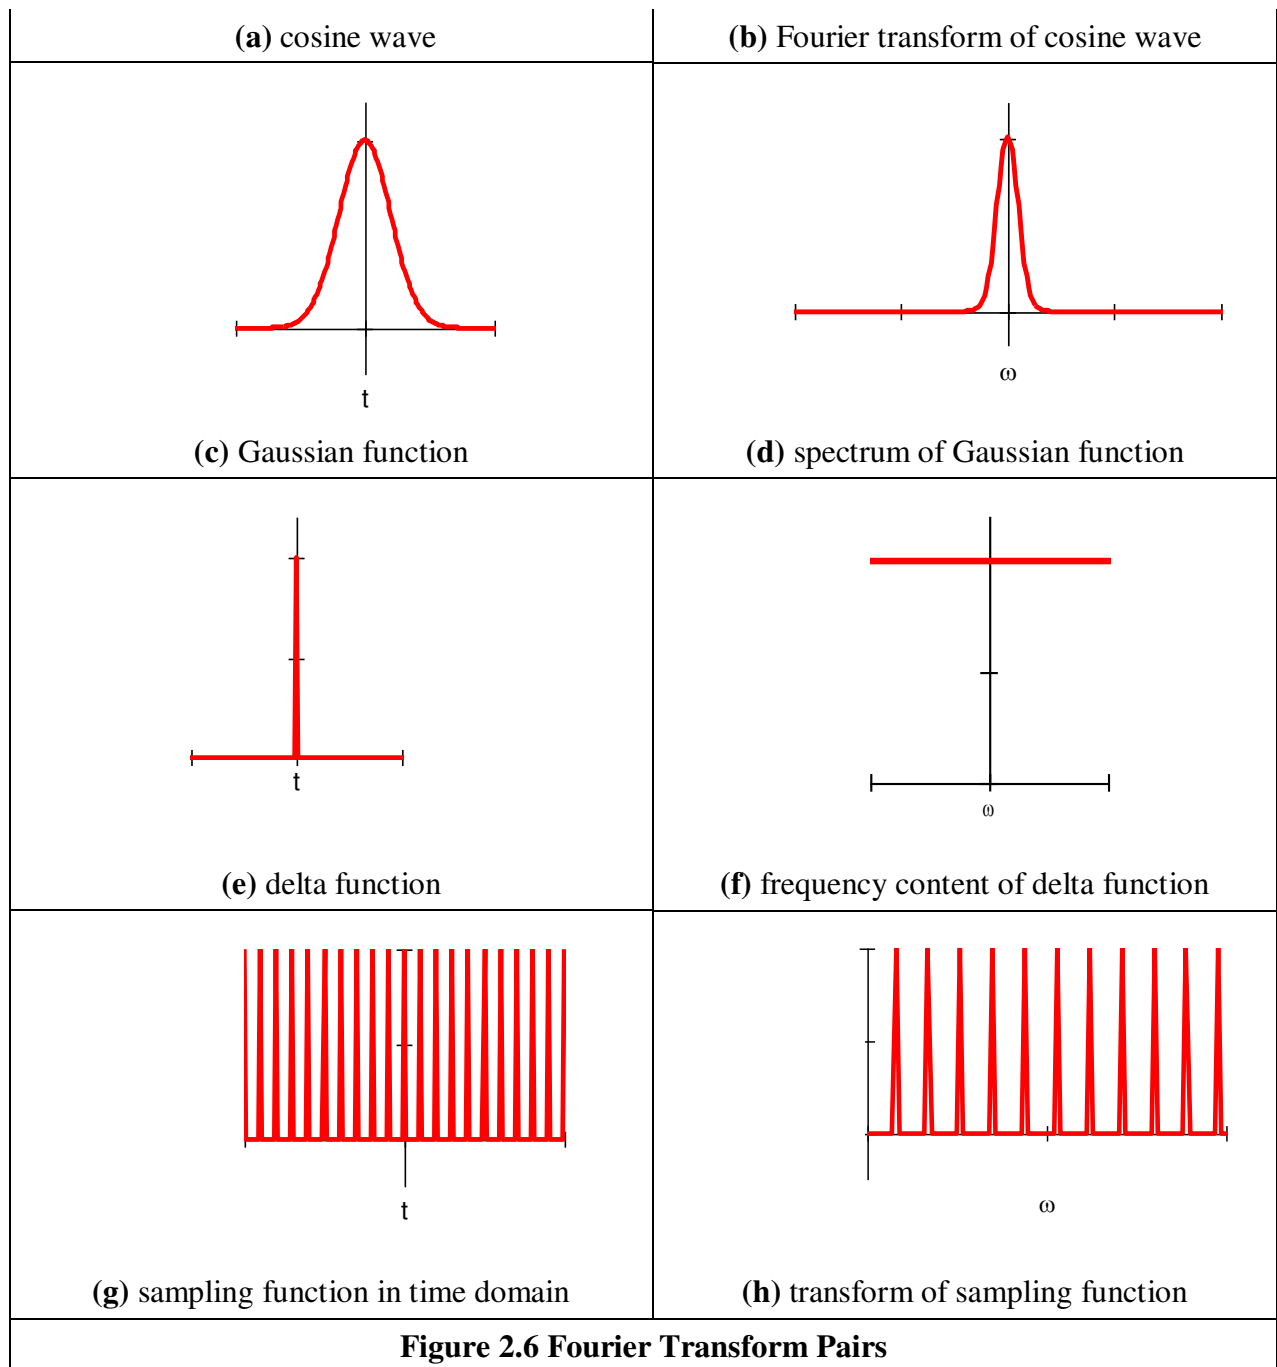 (a) cosine wave
(b) Fourier transform of cosine wave
t
ω
(c) Gaussian function
(d) spectrum of Gaussian function
t
ω
(e) delta function
(f) frequency content of delta function
t
ω
(g) sampling function in time domain
(h) transform of sampling function
Figure 2.6 Fourier Transform Pairs